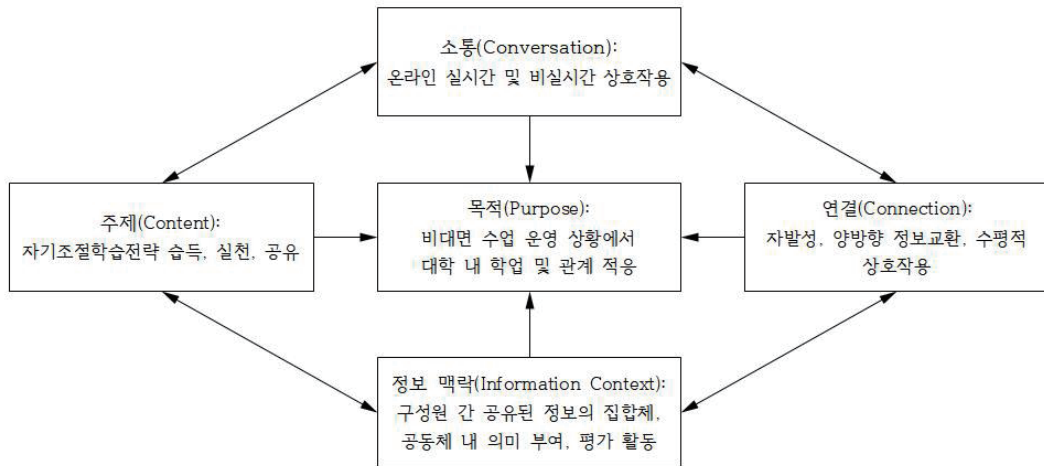 소통(Conversation):
온라인 실시간 및 비실시간 상호작용
주제(Content):
자기조절학습전략 습득, 실천, 공유
목적(Purpose):
비대면 수업 운영 상황에서
대학 내 학업 및 관계 적응
연결(Connection):
자발성, 양방향 정보교환, 수평적
상호작용
정보 맥락(Information Context):
구성원 간 공유된 정보의 집합체,
공동체 내 의미 부여, 평가 활동